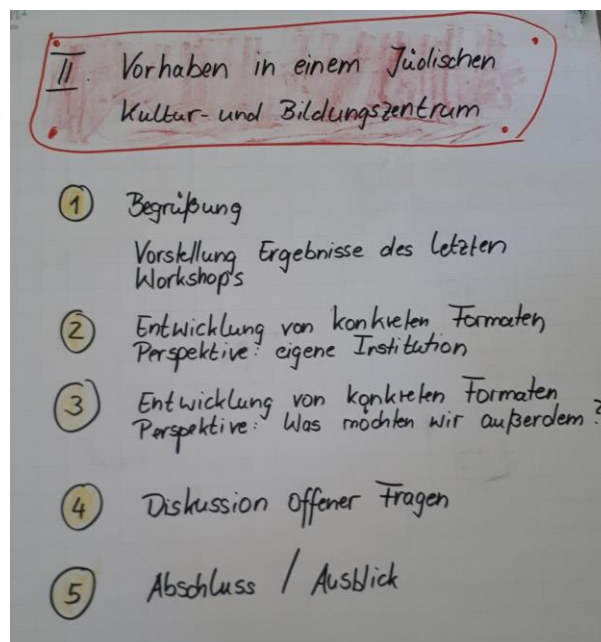 II. Vorhaben in einem Jüdischen
Kultur- und Bildungszentrum
1 Begrüßung
Vorstellung Ergebnisse des letzten
Workshop's
2 Entwicklung von konkreten Formaten
Perspektive: eigene Institution
3 Entwicklung von konkreten Formaten
Perspektive: Was möchten wir außerdem?
4 Diskussion offener Fragen
5 Abschluss / Ausblick